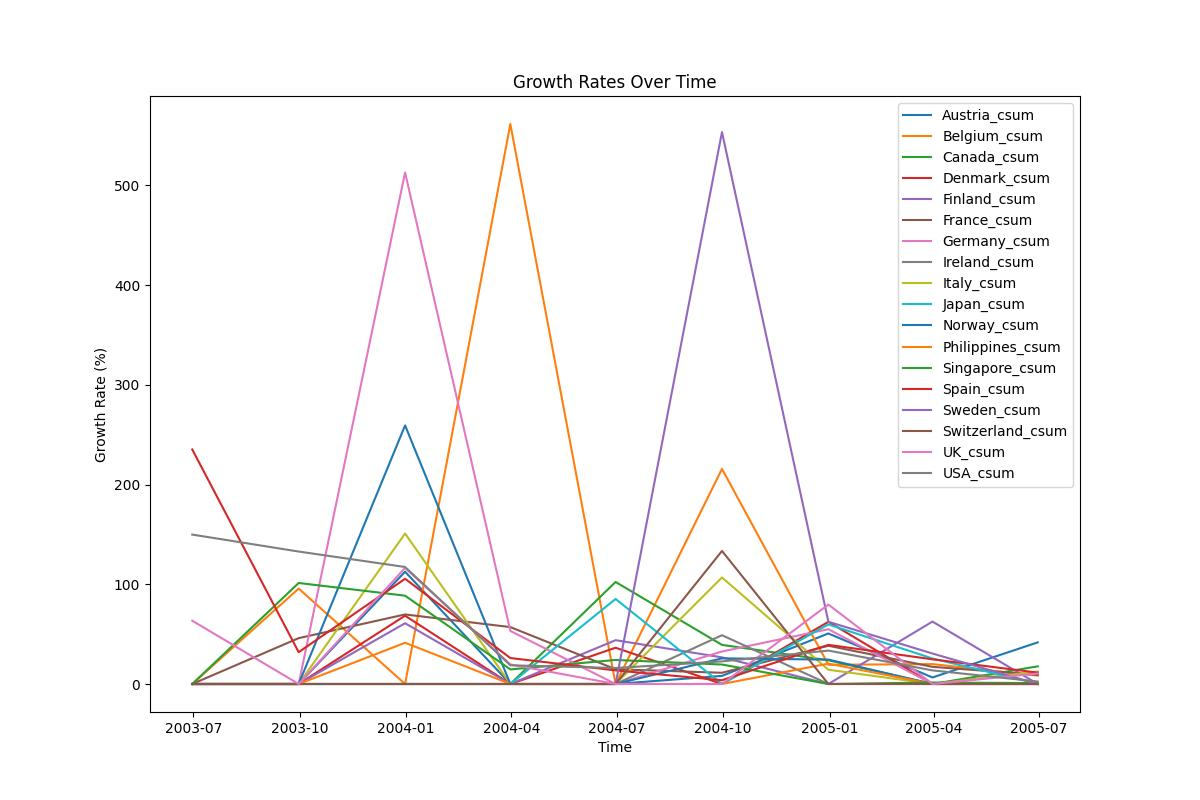 Growth Rates Over Time
Growth Rate (%)
500
400
300
200
100
0
Austria_csum
Belgium_csum
Canada_csum
Denmark_csum
Finland_csum
France_csum
Germany_csum
Ireland_csum
Italy_csum
Japan_csum
Norway_csum
Philippines_csum
Singapore_csum
Spain_csum
Sweden_csum
Switzerland_csum
UK_csum
USA_csum
2003-07 2003-10 2004-01 2004-04 2004-07 2004-10 2005-01 2005-04 2005-07
Time